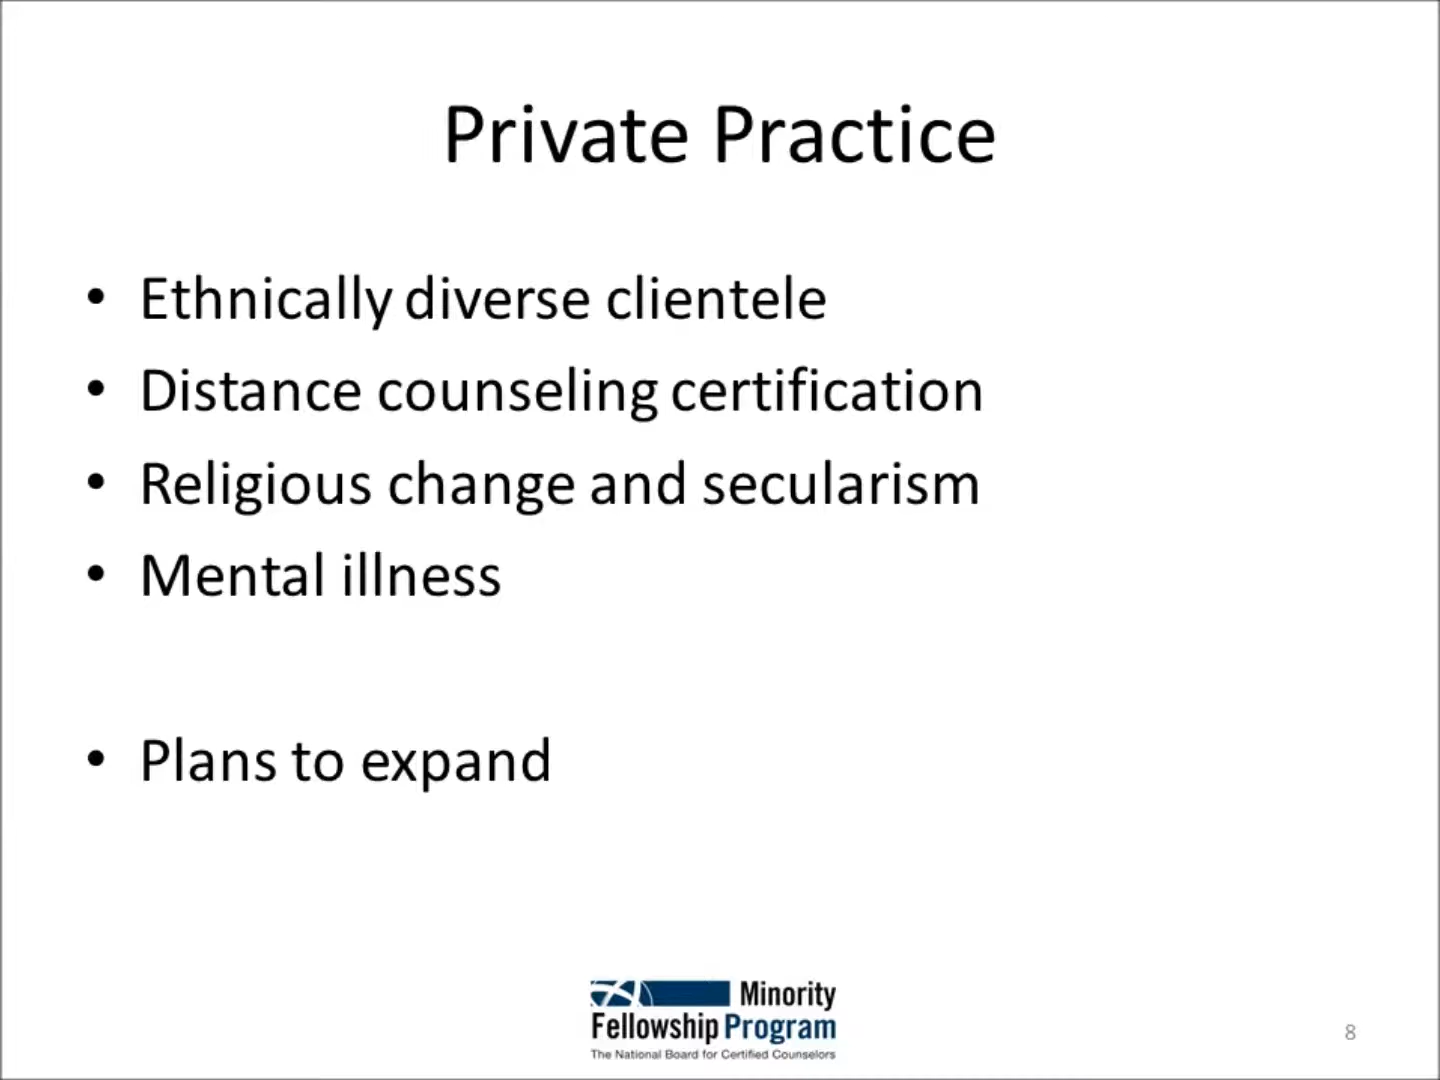 Private Practice
• Ethnically diverse clientele
• Distance counseling certification
• Religious change and secularism
• Mental illness
• Plans to expand
Minority
Fellowship Program
The National Board for Certified Counselors
8